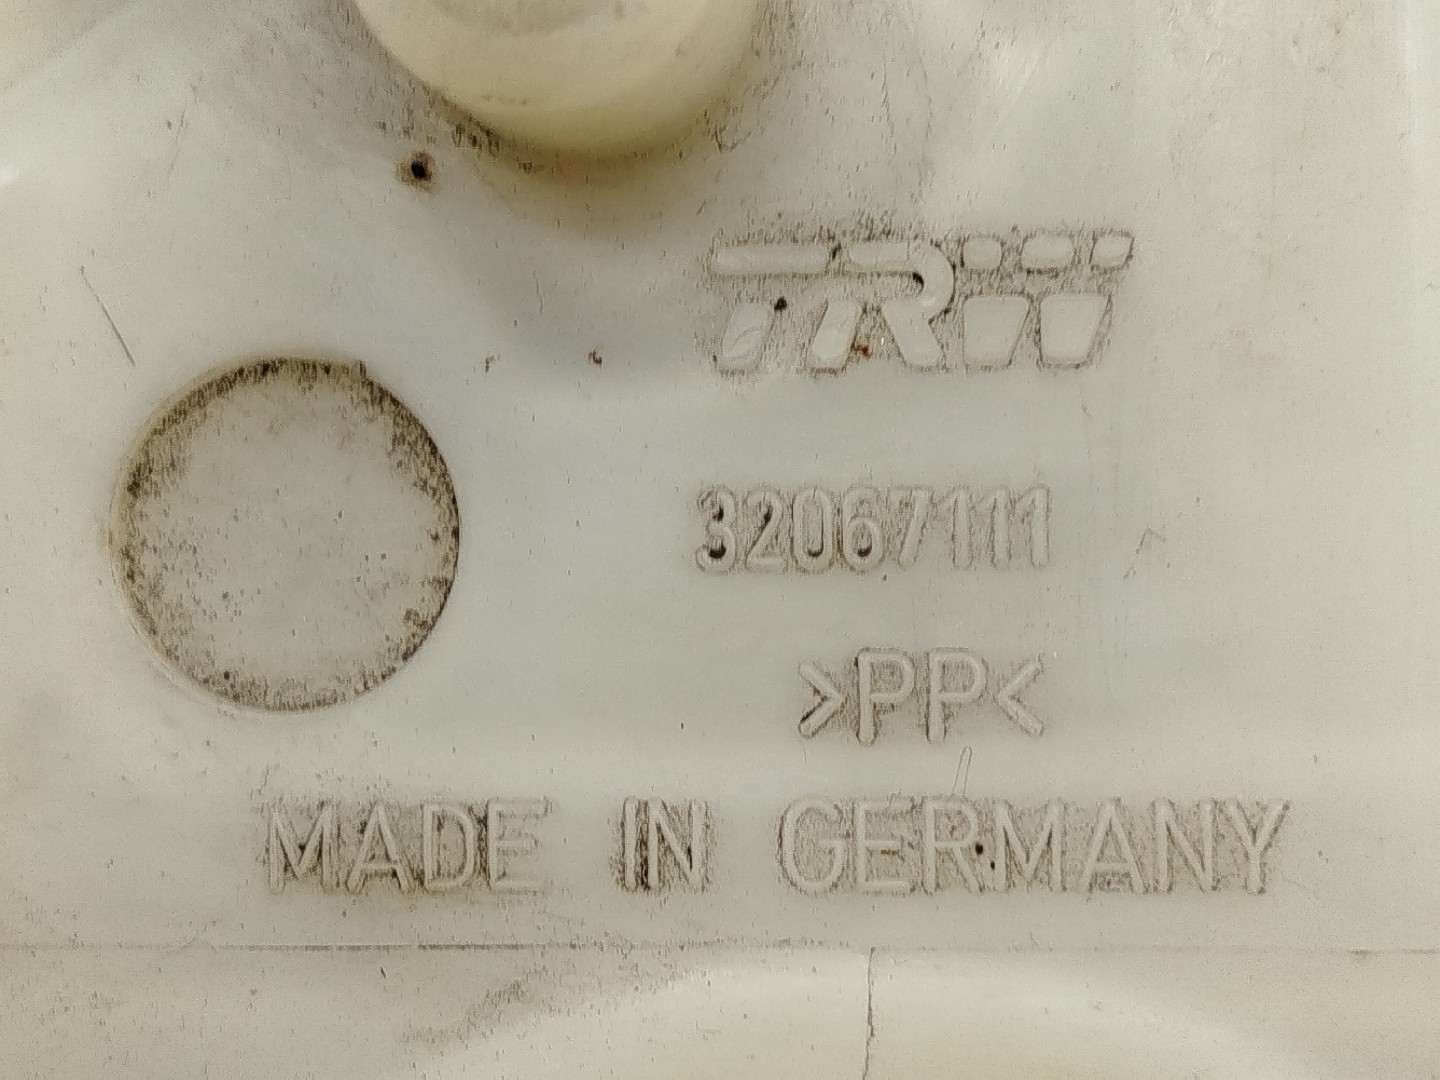 TRW
32067111
>PP<
MADE IN GERMANY